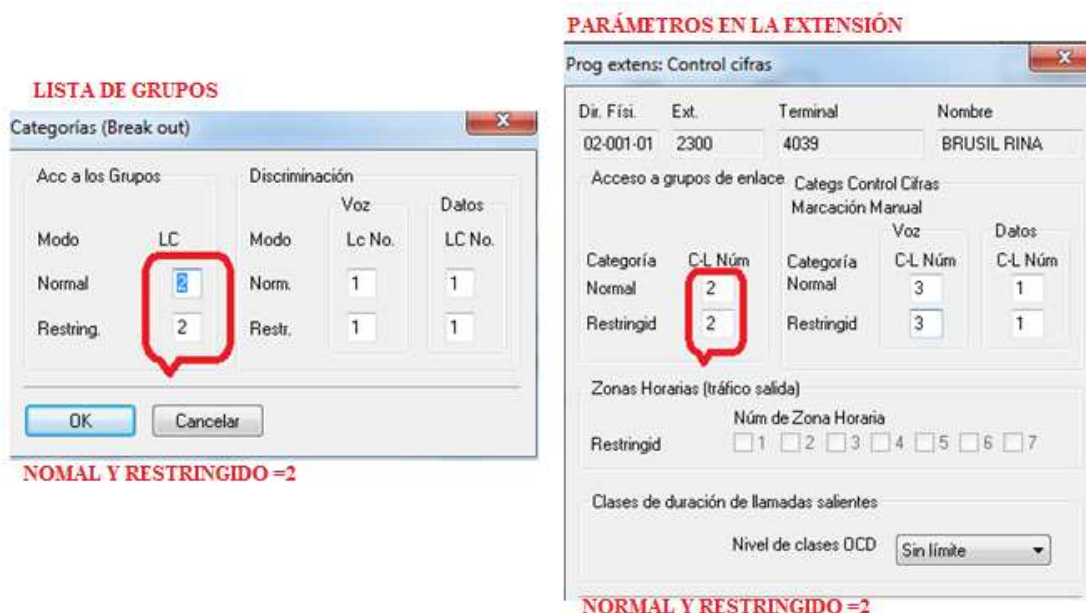 LISTA DE GRUPOS
Categorías (Break out)
Acc a los Grupos
Discriminación
Voz Datos
Modo LC Modo Lc No. LC No.
Normal 2 Norm. 1 1
Restring. 2 Restr. 1 1
OK Cancelar
NOMAL Y RESTRINGIDO =2
PARÁMETROS EN LA EXTENSIÓN
Prog extens: Control cifras
Dir. Físi. Ext. Terminal Nombre
02-001-01 2300 4039 BRUSIL RINA
Acceso a grupos de enlace
Categs Control Cifras
Marcación Manual
Voz Datos
Categoría C-L Núm Categoría C-L Núm C-L Núm
Normal 2 Normal 3 1
Restringid 2 Restringid 3 1
Zonas Horarias (tráfico salida)
Núm de Zona Horaria
Restringid 1 2 3 4 5 6 7
Clases de duración de llamadas salientes
Nivel de clases OCD Sin límite
NORMAL Y RESTRINGIDO =2